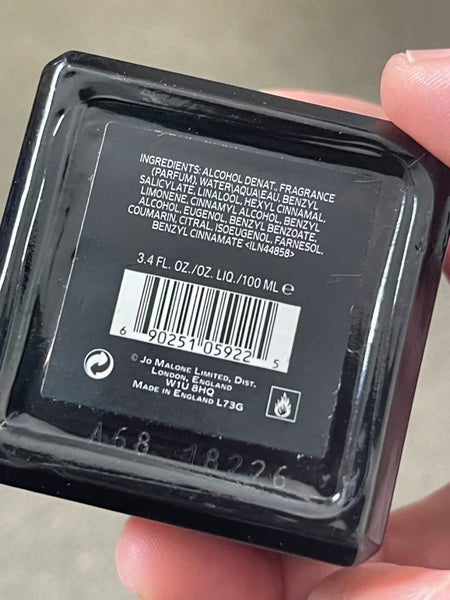 INGREDIENTS: ALCOHOL DENAT., FRAGRANCE
(PARFUM), WATER\AQUA\EAU, BENZYL
SALICYLATE, LINALOOL, HEXYL CINNAMAL,
LIMONENE, CINNAMYL ALCOHOL, BENZYL
ALCOHOL, EUGENOL, BENZYL BENZOATE,
COUMARIN, CITRAL, ISOEUGENOL, FARNESOL,
BENZYL CINNAMATE <ILN44858>
3.4 FL. OZ./OZ. LIQ./100 ML ℮
6 90251 05922 5
© JO MALONE LIMITED, DIST.
LONDON, ENGLAND
W1U 8HQ
MADE IN ENGLAND L73G
A68 18226